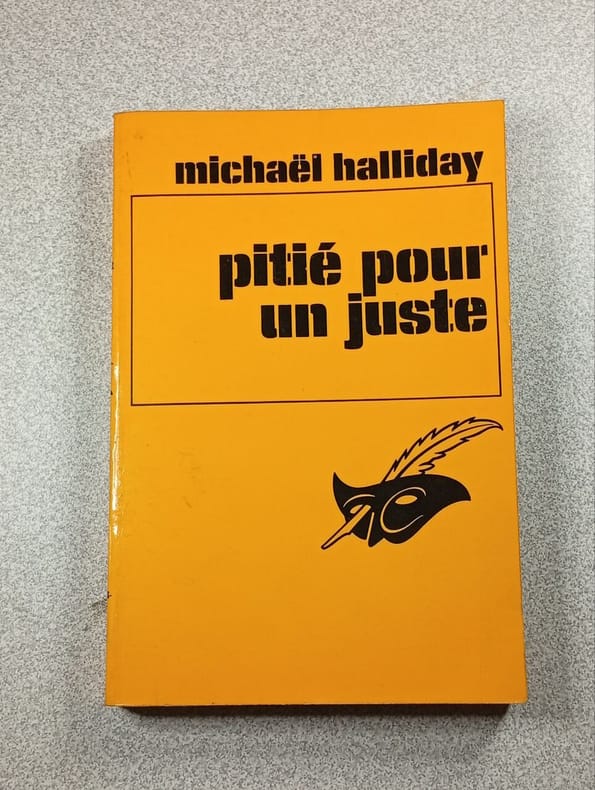 michaël halliday
pitié pour
un juste